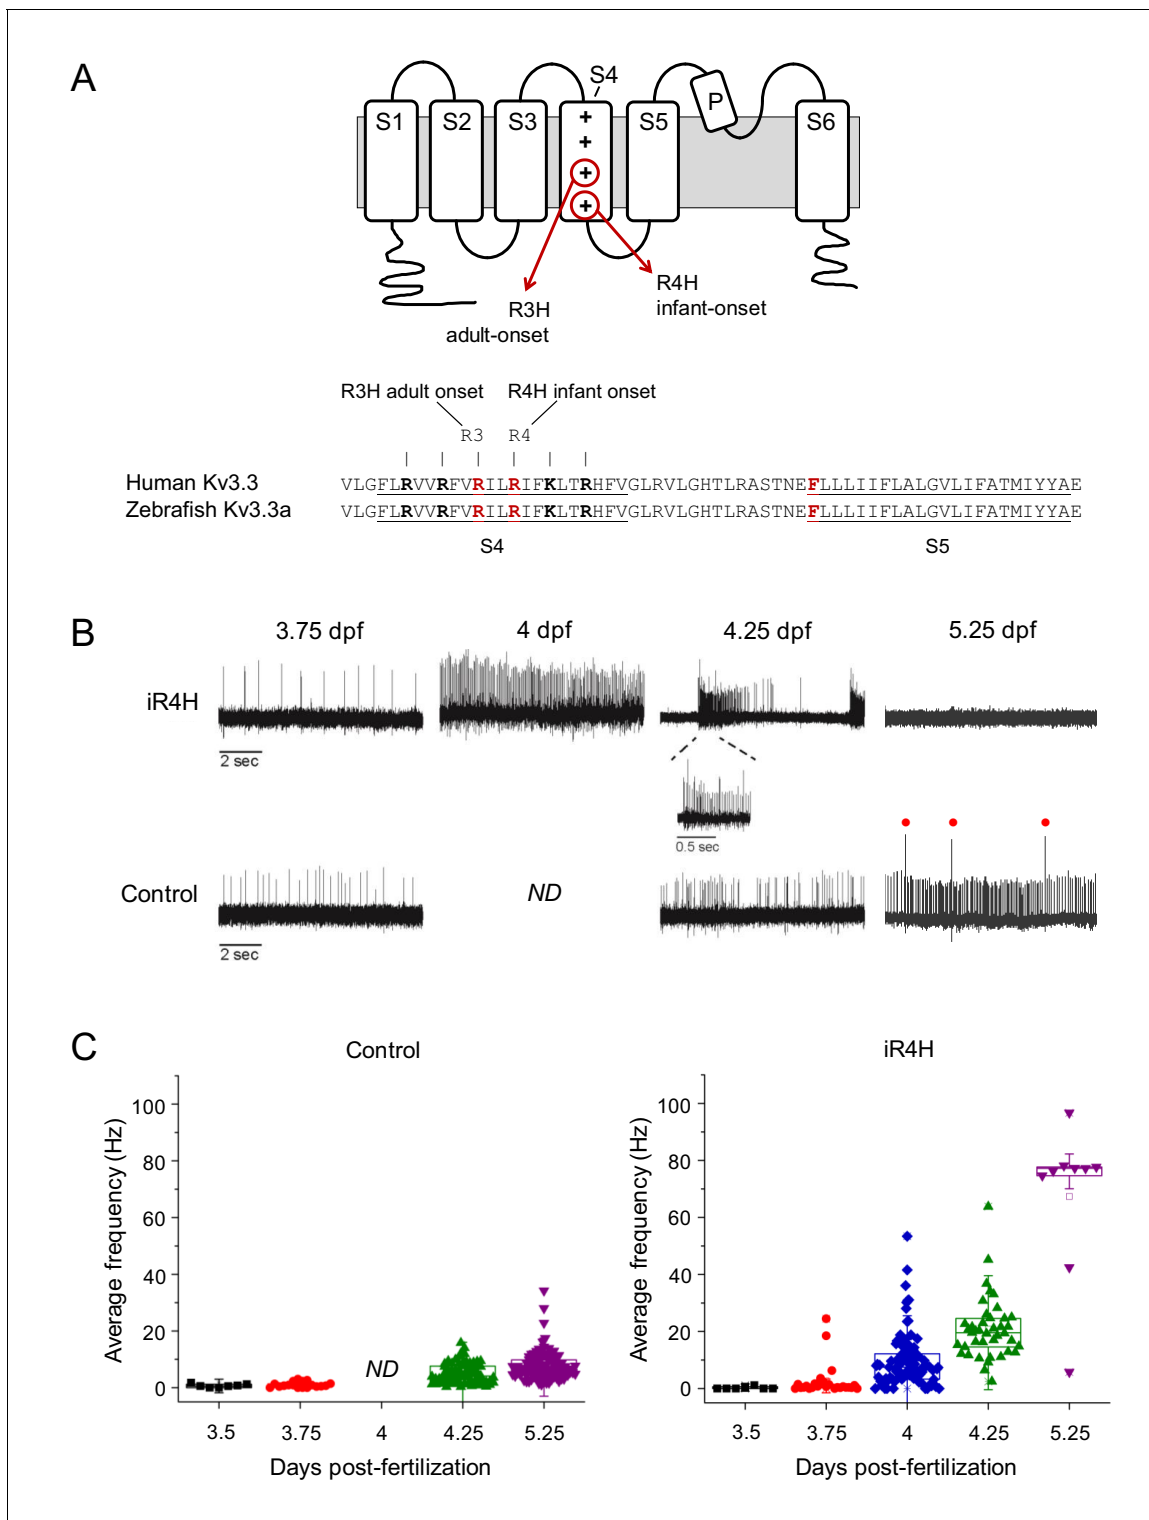 A
S1 S2 S3 S4 S5 P S6
+
+
+
+
R3H
adult-onset
R4H
infant-onset
R3H adult onset R4H infant onset
R3 R4
Human Kv3.3 VLGFLRVVRFVRILRIFKLTRHFVGLRVLGHTLRASTNEFLLLIIFLALGVLIFATMIYYAE
Zebrafish Kv3.3a VLGFLRVVRFVRILRIFKLTRHFVGLRVLGHTLRASTNEFLLLIIFLALGVLIFATMIYYAE
S4 S5
B
3.75 dpf 4 dpf 4.25 dpf 5.25 dpf
iR4H
2 sec
0.5 sec
Control ND
2 sec
C
Control
Average frequency (Hz)
100
80
60
40
20
0
ND
3.5 3.75 4 4.25 5.25
Days post-fertilization
iR4H
Average frequency (Hz)
100
80
60
40
20
0
3.5 3.75 4 4.25 5.25
Days post-fertilization